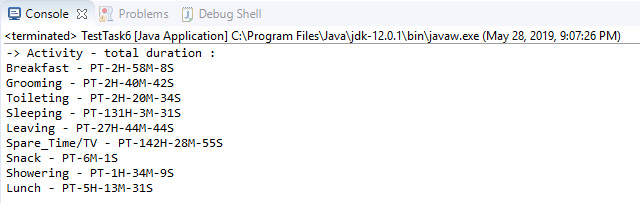 Console Problems Debug Shell
<terminated> TestTask6 [Java Application] C:\Program Files\Java\jdk-12.0.1\bin\javaw.exe (May 28, 2019, 9:07:26 PM)
-> Activity - total duration :
Breakfast - PT-2H-58M-8S
Grooming - PT-2H-40M-42S
Toileting - PT-2H-20M-34S
Sleeping - PT-131H-3M-31S
Leaving - PT-27H-44M-44S
Spare_Time/TV - PT-142H-28M-55S
Snack - PT-6M-1S
Showering - PT-1H-34M-9S
Lunch - PT-5H-13M-31S